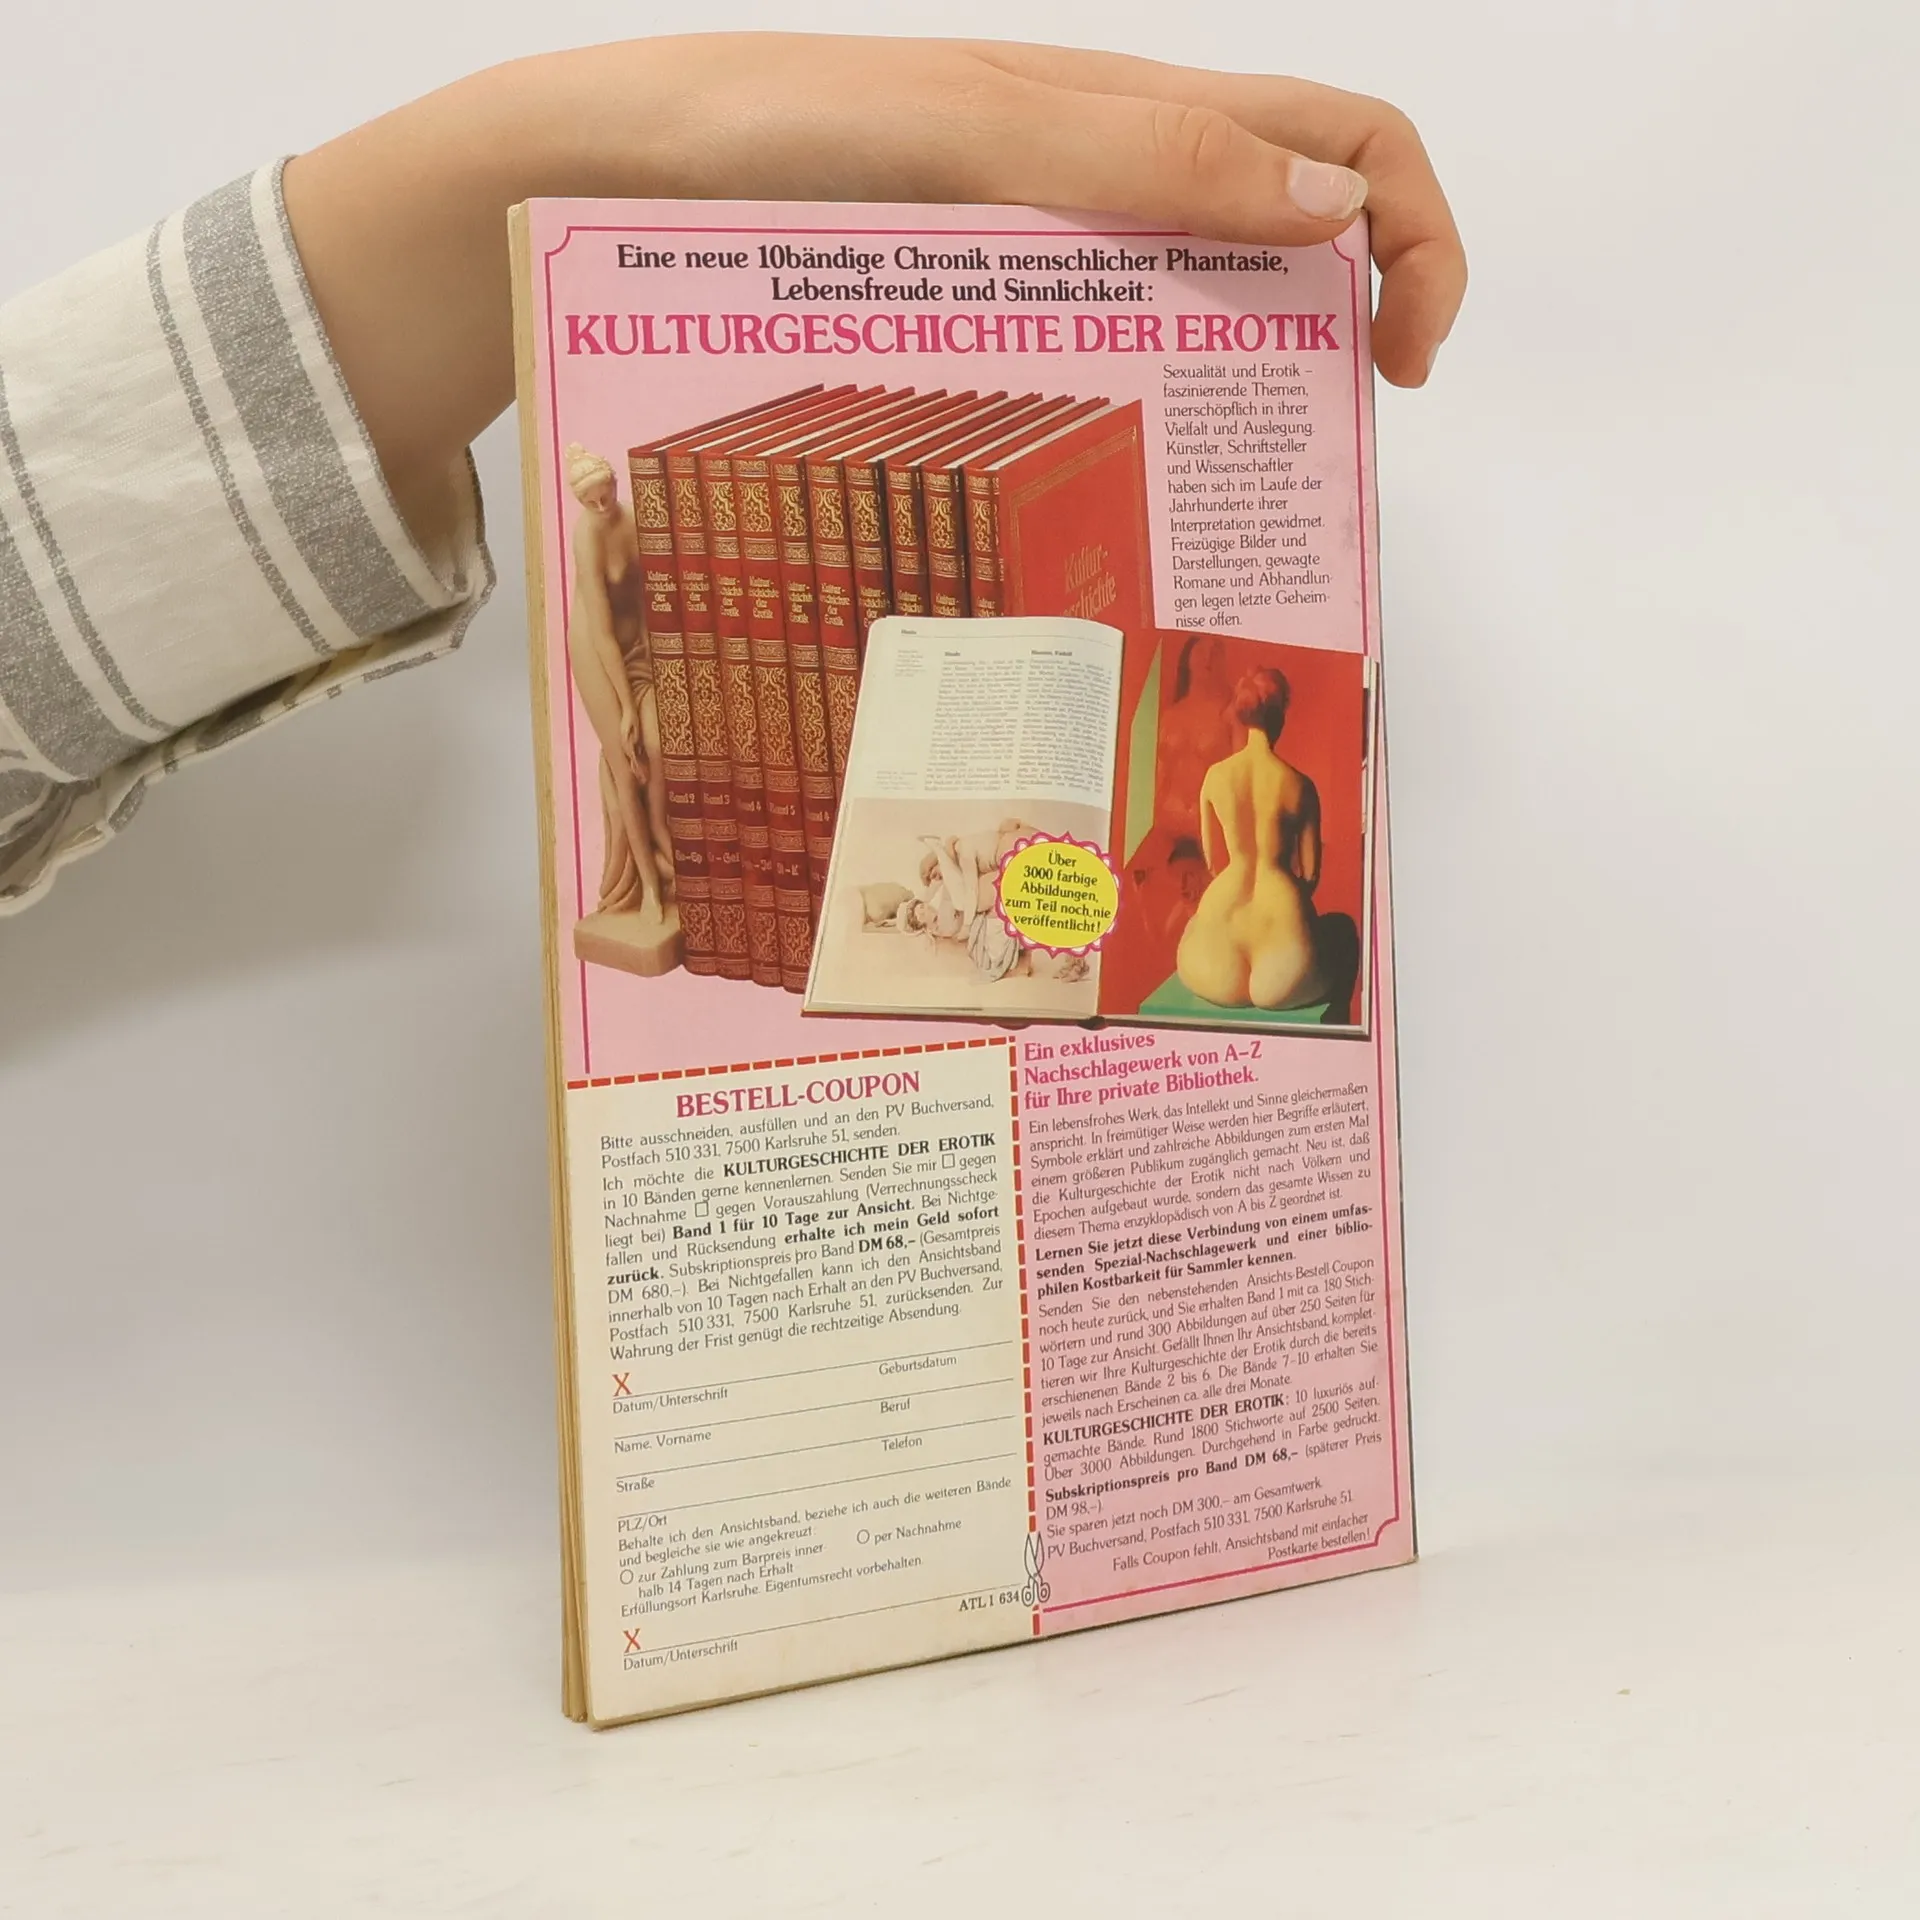 Eine neue 10bändige Chronik menschlicher Phantasie,
Lebensfreude und Sinnlichkeit:
KULTURGESCHICHTE DER EROTIK
Sexualität und Erotik –
faszinierende Themen,
unerschöpflich in ihrer
Vielfalt und Auslegung.
Künstler, Schriftsteller
und Wissenschaftler
haben sich im Laufe der
Jahrhunderte ihrer
Interpretation gewidmet.
Freizügige Bilder und
Darstellungen, gewagte
Romane und Abhandlun-
gen legen letzte Geheim-
nisse offen.
Kultur-
geschichte
der
Erotik
Band 2
Band 3
Band 5
Über
3000 farbige
Abbildungen,
zum Teil noch nie
veröffentlicht!
BESTELL-COUPON
Bitte ausschneiden, ausfüllen und an den PV Buchversand,
Postfach 510 331, 7500 Karlsruhe 51, senden.
Ich möchte die KULTURGESCHICHTE DER EROTIK
in 10 Bänden gerne kennenlernen. Senden Sie mir ☐ gegen
Nachnahme ☐ gegen Vorauszahlung (Verrechnungsscheck
liegt bei) Band 1 für 10 Tage zur Ansicht. Bei Nichtge-
fallen und Rücksendung erhalte ich mein Geld sofort
zurück. Subskriptionspreis pro Band DM 68,– (Gesamtpreis
DM 680,–). Bei Nichtgefallen kann ich den Ansichtsband
innerhalb von 10 Tagen nach Erhalt an den PV Buchversand,
Postfach 510 331, 7500 Karlsruhe 51, zurücksenden. Zur
Wahrung der Frist genügt die rechtzeitige Absendung.
X
Datum/Unterschrift Geburtsdatum
Name, Vorname Beruf
Straße Telefon
PLZ/Ort
Behalte ich den Ansichtsband, beziehe ich auch die weiteren Bände
und begleiche sie wie angekreuzt:
○ zur Zahlung zum Barpreis inner- ○ per Nachnahme
halb 14 Tagen nach Erhalt
Erfüllungsort Karlsruhe. Eigentumsrecht vorbehalten.
ATL 1 634
X
Datum/Unterschrift
Ein exklusives
Nachschlagewerk von A–Z
für Ihre private Bibliothek.
Ein lebensfrohes Werk, das Intellekt und Sinne gleichermaßen
anspricht. In freimütiger Weise werden hier Begriffe erläutert,
Symbole erklärt und zahlreiche Abbildungen zum ersten Mal
einem größeren Publikum zugänglich gemacht. Neu ist, daß
die Kulturgeschichte der Erotik nicht nach Völkern und
Epochen aufgebaut wurde, sondern das gesamte Wissen zu
diesem Thema enzyklopädisch von A bis Z geordnet ist.
Lernen Sie jetzt diese Verbindung von einem umfas-
senden Spezial-Nachschlagewerk und einer biblio-
philen Kostbarkeit für Sammler kennen.
Senden Sie den nebenstehenden Ansichts-Bestell-Coupon
noch heute zurück, und Sie erhalten Band 1 mit ca. 180 Stich-
wörtern und rund 300 Abbildungen auf über 250 Seiten für
10 Tage zur Ansicht. Gefällt Ihnen Ihr Ansichtsband, komplet-
tieren wir Ihre Kulturgeschichte der Erotik durch die bereits
erschienenen Bände 2 bis 6. Die Bände 7–10 erhalten Sie
jeweils nach Erscheinen ca. alle drei Monate.
KULTURGESCHICHTE DER EROTIK: 10 luxuriös auf-
gemachte Bände. Rund 1800 Stichworte auf 2500 Seiten.
Über 3000 Abbildungen. Durchgehend in Farbe gedruckt.
Subskriptionspreis pro Band DM 68,– (späterer Preis
DM 98,–).
Sie sparen jetzt noch DM 300,– am Gesamtwerk.
PV Buchversand, Postfach 510 331, 7500 Karlsruhe 51.
Falls Coupon fehlt, Ansichtsband mit einfacher
Postkarte bestellen!